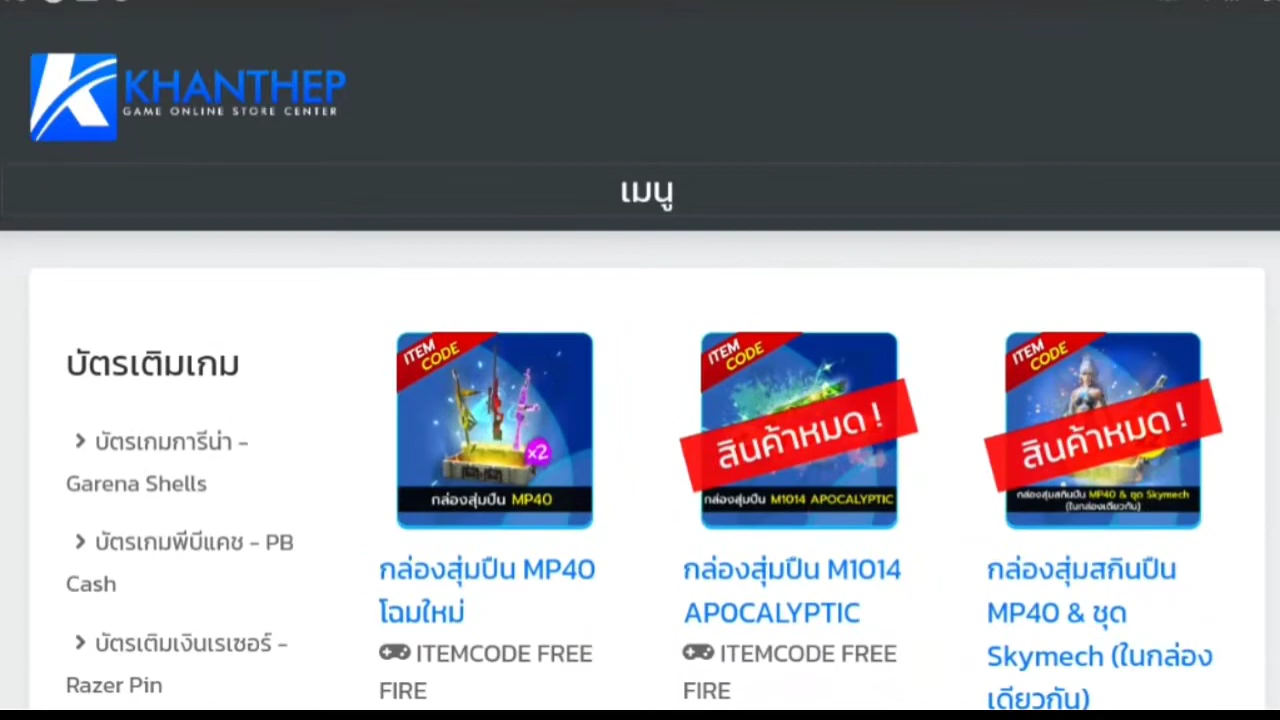 KHANTHEP
GAME ONLINE STORE CENTER
เมนู
บัตรเติมเกม
บัตรเกมการีน่า -
Garena Shells
บัตรเกมพีบีแคช - PB
Cash
บัตรเติมเงินเรเซอร์ -
Razer Pin
ITEM
CODE
x2
กล่องสุ่มปืน MP40
กล่องสุ่มปืน MP40
โฉมใหม่
ITEMCODE FREE
FIRE
ITEM
CODE
สินค้าหมด !
กล่องสุ่มปืน M1014 APOCALYPTIC
กล่องสุ่มปืน M1014
APOCALYPTIC
ITEMCODE FREE
FIRE
ITEM
CODE
สินค้าหมด !
กล่องสุ่มสกินปืน MP40 & ชุด Skymech
(ในกล่องเดียวกัน)
กล่องสุ่มสกินปืน
MP40 & ชุด
Skymech (ในกล่อง
เดียวกัน)